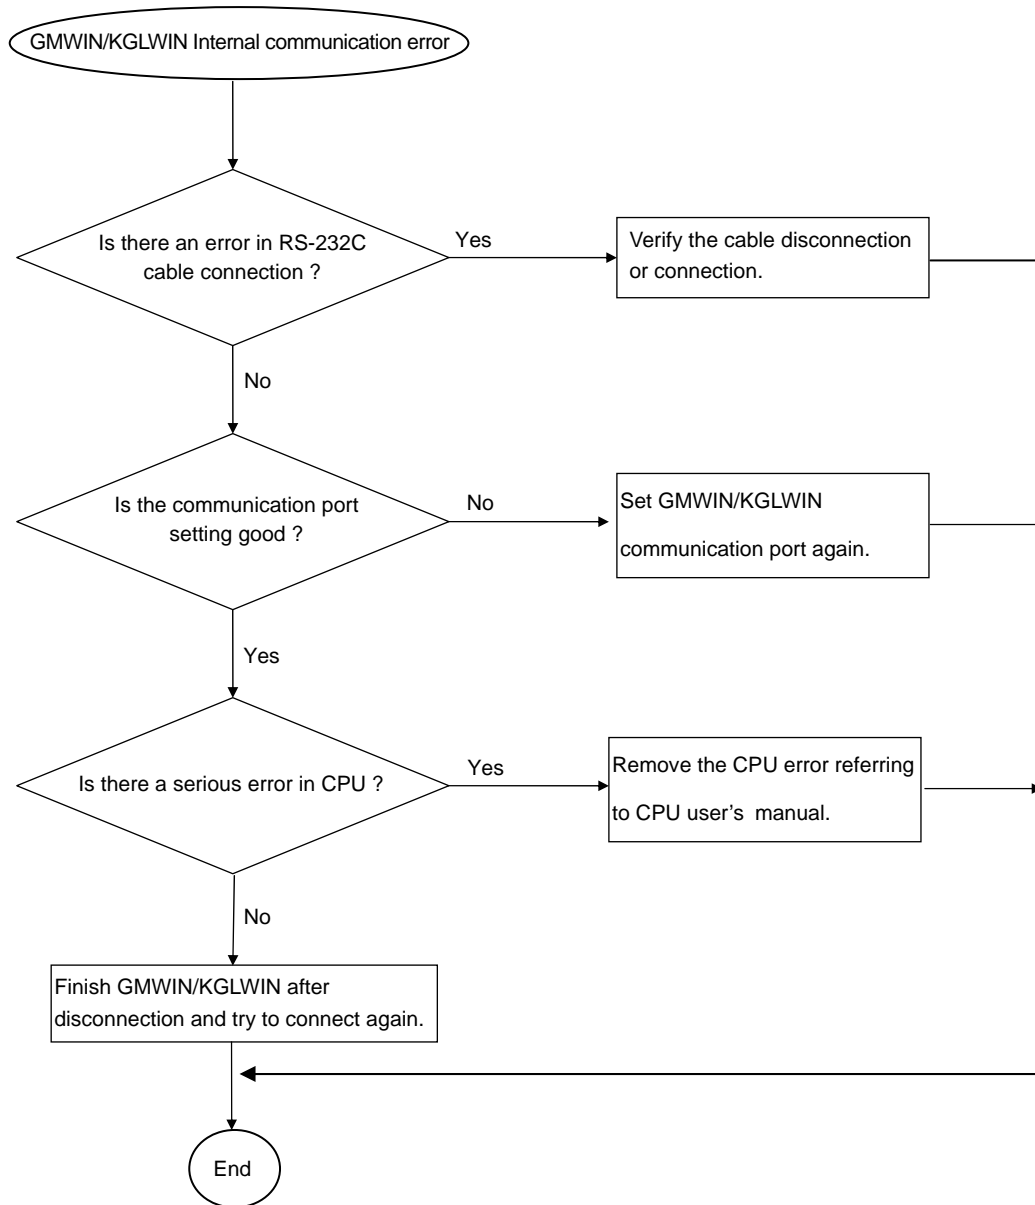 GMWIN/KGLWIN Internal communication error
Is there an error in RS-232C
cable connection ?
Yes
Verify the cable disconnection
or connection.
No
Is the communication port
setting good ?
No
Set GMWIN/KGLWIN
communication port again.
Yes
Is there a serious error in CPU ?
Yes
Remove the CPU error referring
to CPU user's  manual.
No
Finish GMWIN/KGLWIN after
disconnection and try to connect again.
End